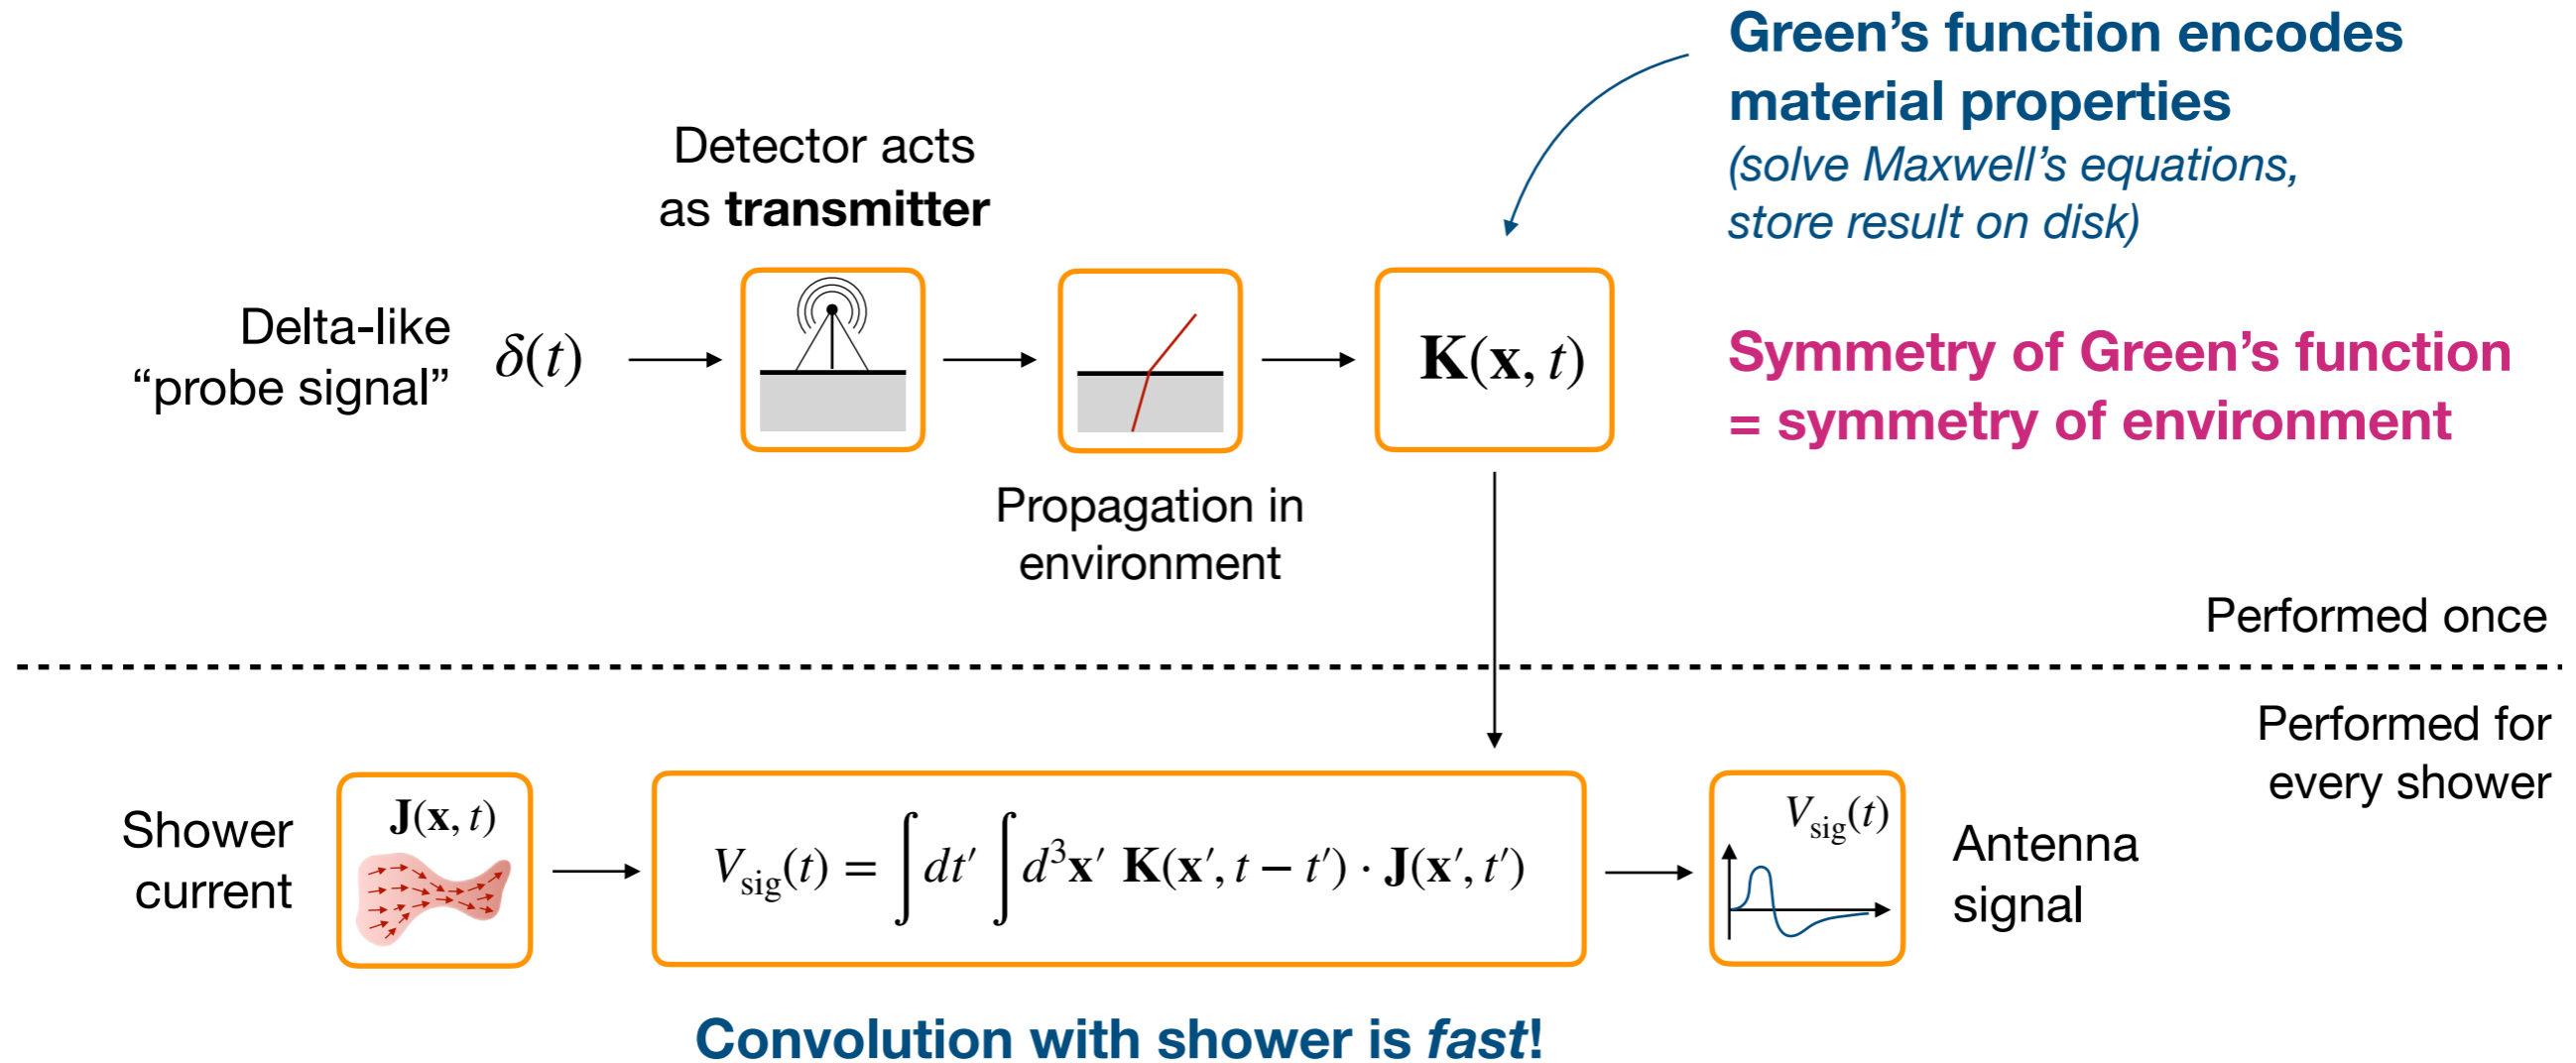 Green’s function encodes
material properties
(solve Maxwell’s equations,
store result on disk)
Detector acts
as transmitter
Delta-like
“probe signal”
δ(t)
K(x, t)
Symmetry of Green’s function
= symmetry of environment
Propagation in
environment
Performed once
Performed for
every shower
Shower
current
J(x, t)
V_sig(t) = ∫ dt′ ∫ d³x′ K(x′, t − t′) · J(x′, t′)
V_sig(t)
Antenna
signal
Convolution with shower is fast!